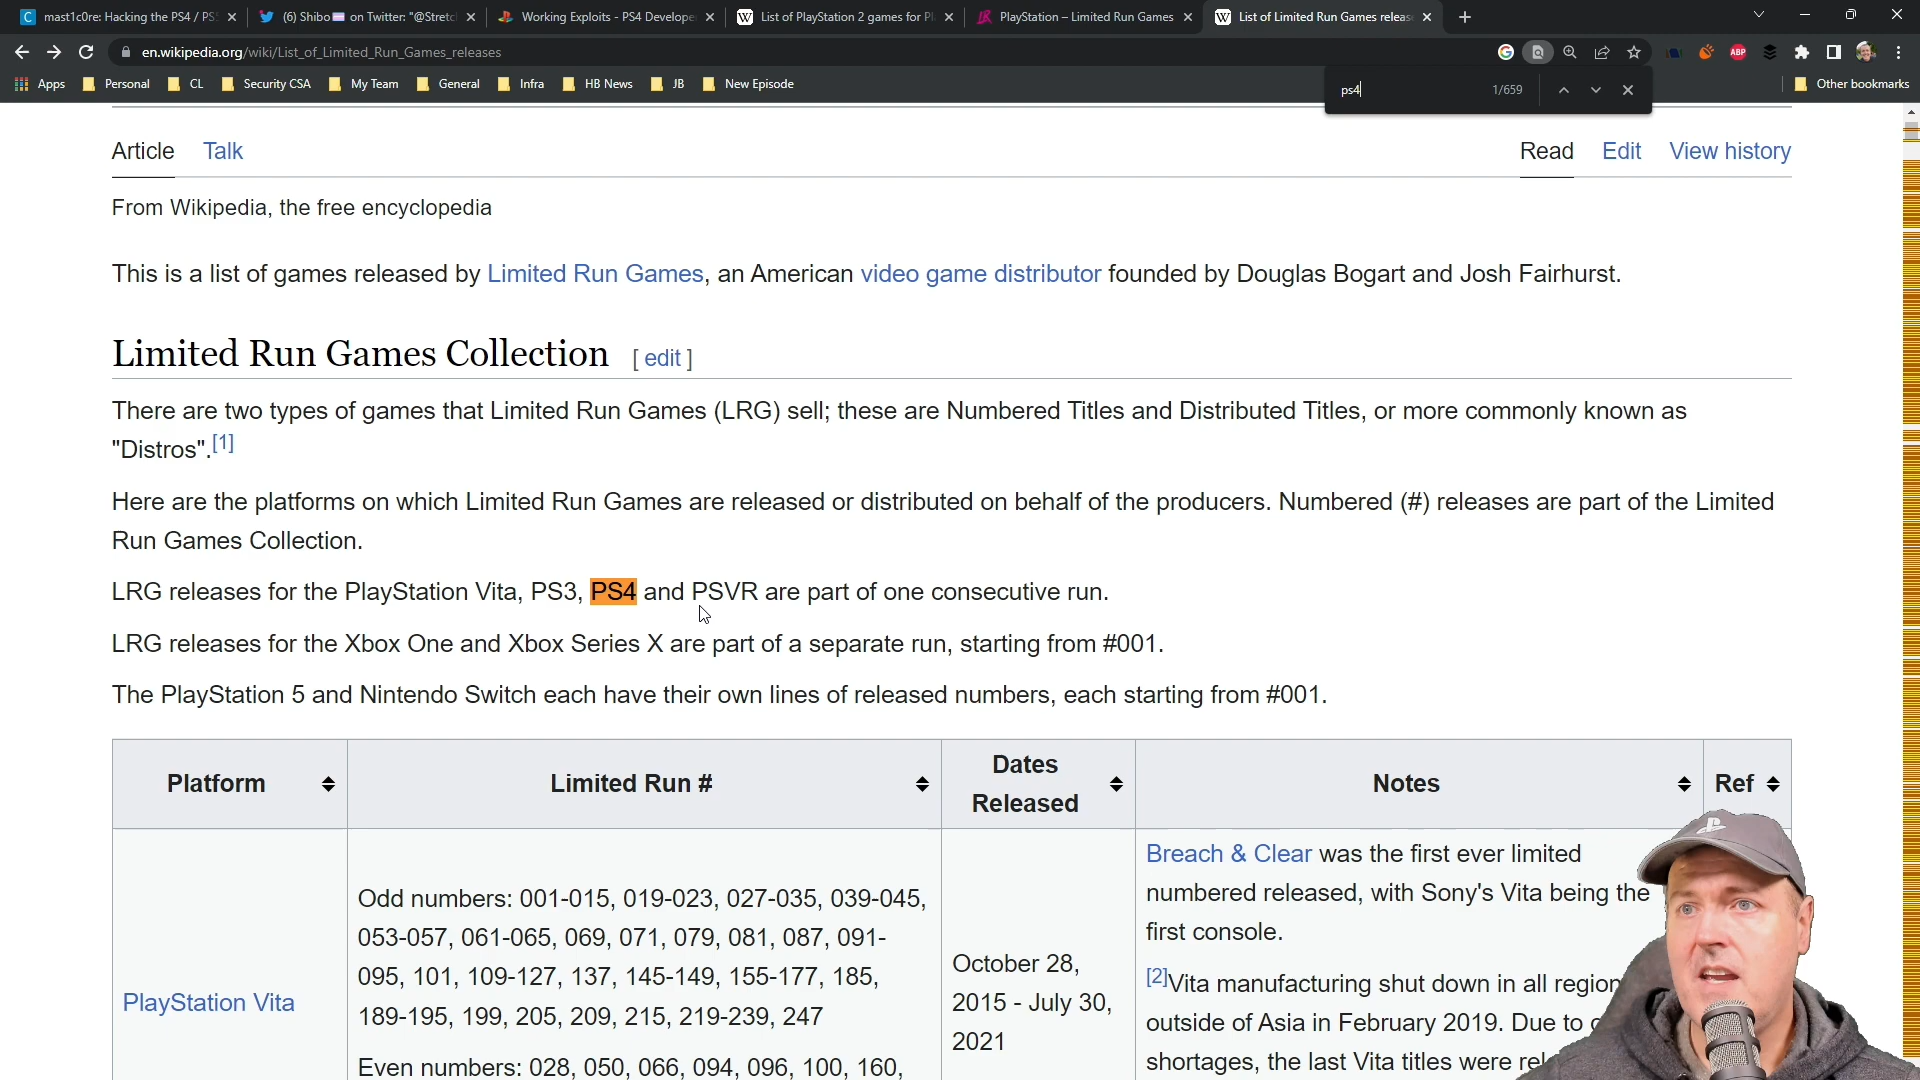 mast1c0re: Hacking the PS4 / PS
(6) Shibo on Twitter: "@Stretc
Working Exploits - PS4 Develope
List of PlayStation 2 games for Pl
PlayStation – Limited Run Games
List of Limited Run Games releas
en.wikipedia.org/wiki/List_of_Limited_Run_Games_releases
ABP
Apps Personal CL Security CSA My Team General Infra HB News JB New Episode Other bookmarks
ps4 1/659
Article Talk Read Edit View history
From Wikipedia, the free encyclopedia
This is a list of games released by Limited Run Games, an American video game distributor founded by Douglas Bogart and Josh Fairhurst.
Limited Run Games Collection [ edit ]
There are two types of games that Limited Run Games (LRG) sell; these are Numbered Titles and Distributed Titles, or more commonly known as
"Distros".[1]
Here are the platforms on which Limited Run Games are released or distributed on behalf of the producers. Numbered (#) releases are part of the Limited
Run Games Collection.
LRG releases for the PlayStation Vita, PS3, PS4 and PSVR are part of one consecutive run.
LRG releases for the Xbox One and Xbox Series X are part of a separate run, starting from #001.
The PlayStation 5 and Nintendo Switch each have their own lines of released numbers, each starting from #001.
Platform
Limited Run #
Dates
Released
Notes
Ref
PlayStation Vita
Odd numbers: 001-015, 019-023, 027-035, 039-045,
053-057, 061-065, 069, 071, 079, 081, 087, 091-
095, 101, 109-127, 137, 145-149, 155-177, 185,
189-195, 199, 205, 209, 215, 219-239, 247
Even numbers: 028, 050, 066, 094, 096, 100, 160,
October 28,
2015 - July 30,
2021
Breach & Clear was the first ever limited
numbered released, with Sony's Vita being the
first console.
[2]Vita manufacturing shut down in all region
outside of Asia in February 2019. Due to
shortages, the last Vita titles were rel